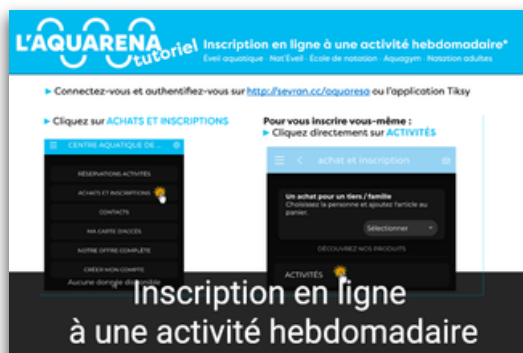 L'AQUARENA
tutoriel
Inscription en ligne à une activité hebdomadaire*
Éveil aquatique · Nat'Eveil · Ecole de natation · Aquagym · Natation adultes
Connectez-vous et authentifiez-vous sur http://sevran.cc/aquaresa ou l'application Tiksy
Cliquez sur ACHATS ET INSCRIPTIONS
CENTRE AQUATIQUE DE ...
RÉSERVATIONS ACTIVITÉS
ACHATS ET INSCRIPTIONS
CONTACTS
MA CARTE D'ACCÈS
NOTRE OFFRE COMPLÈTE
CRÉER MON COMPTE
Aucune donnée disponible
Pour vous inscrire vous-même :
Cliquez directement sur ACTIVITÉS
achat et inscription
Un achat pour un tiers / famille
Choisissez la personne et ajoutez l'article au
panier.
Sélectionner
DÉCOUVREZ NOS PRODUITS
ACTIVITÉS
Inscription en ligne
à une activité hebdomadaire